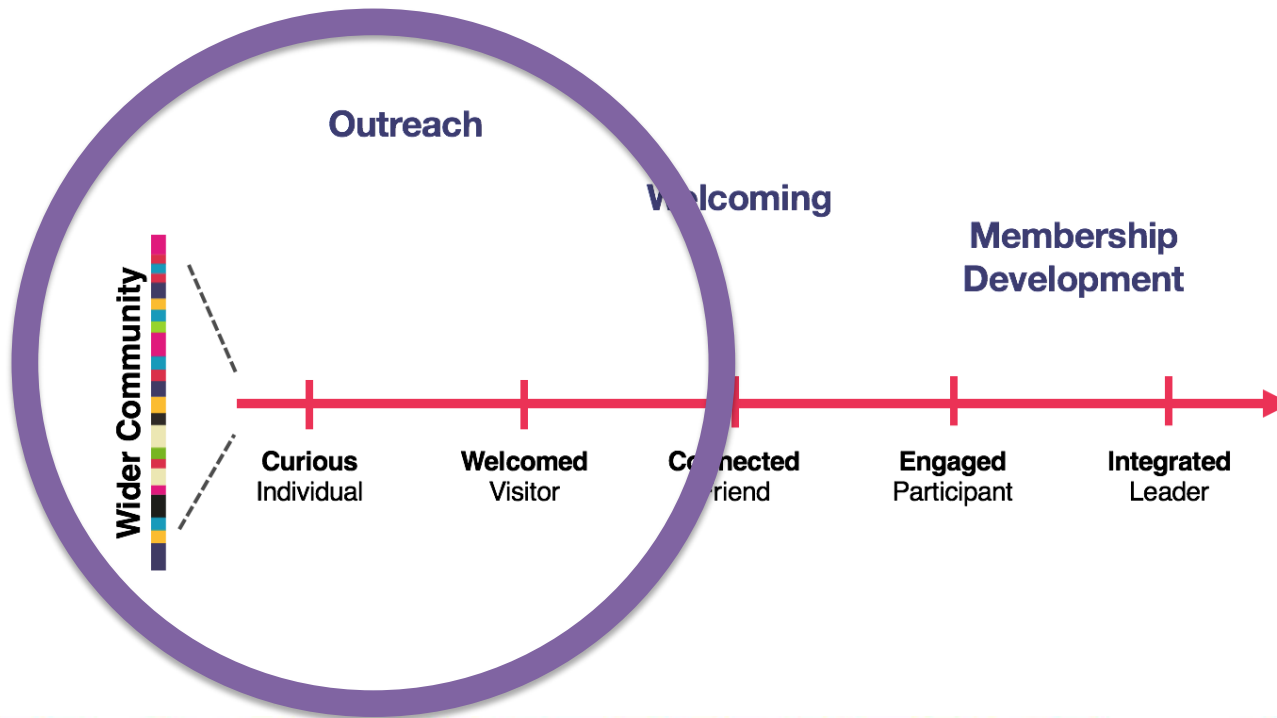 Outreach
Welcoming
Membership
Development
Wider Community
Curious
Individual
Welcomed
Visitor
Connected
Friend
Engaged
Participant
Integrated
Leader